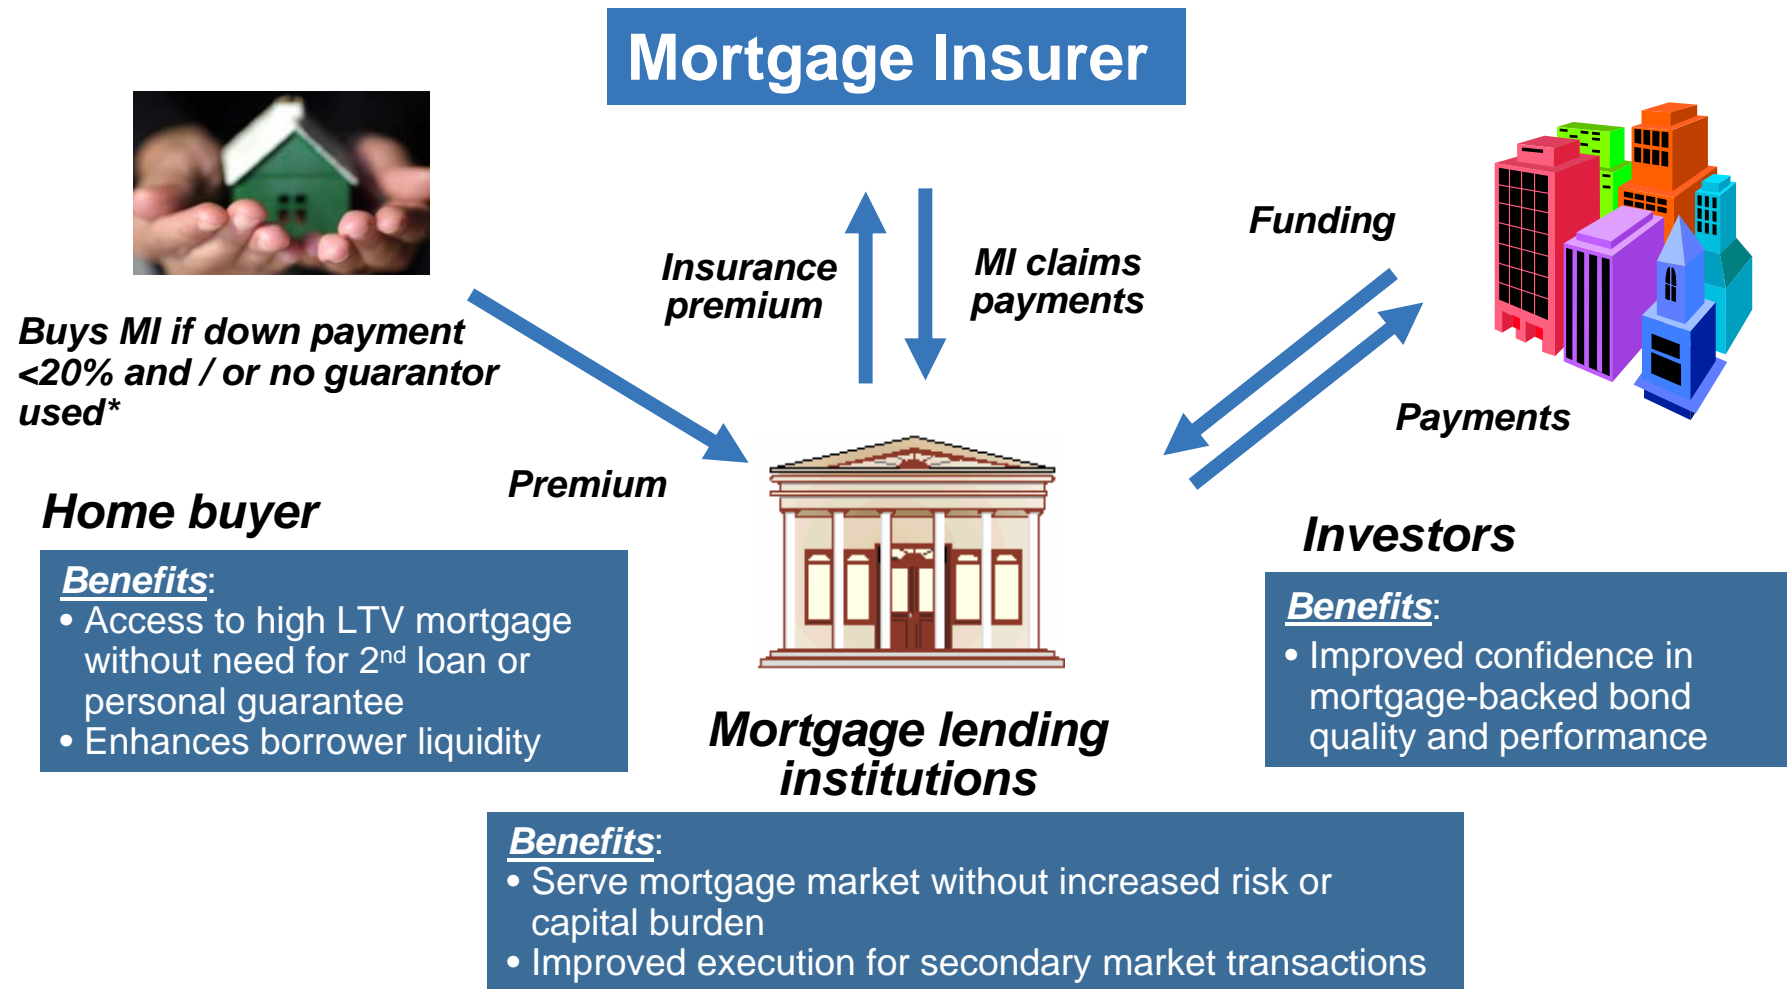 Mortgage Insurer
Funding
Insurance
premium
MI claims
payments
Buys MI if down payment
<20% and / or no guarantor
used*
Payments
Premium
Home buyer
Investors
Benefits:
• Access to high LTV mortgage
without need for 2nd loan or
personal guarantee
• Enhances borrower liquidity
Benefits:
• Improved confidence in
mortgage-backed bond
quality and performance
Mortgage lending
institutions
Benefits:
• Serve mortgage market without increased risk or
capital burden
• Improved execution for secondary market transactions